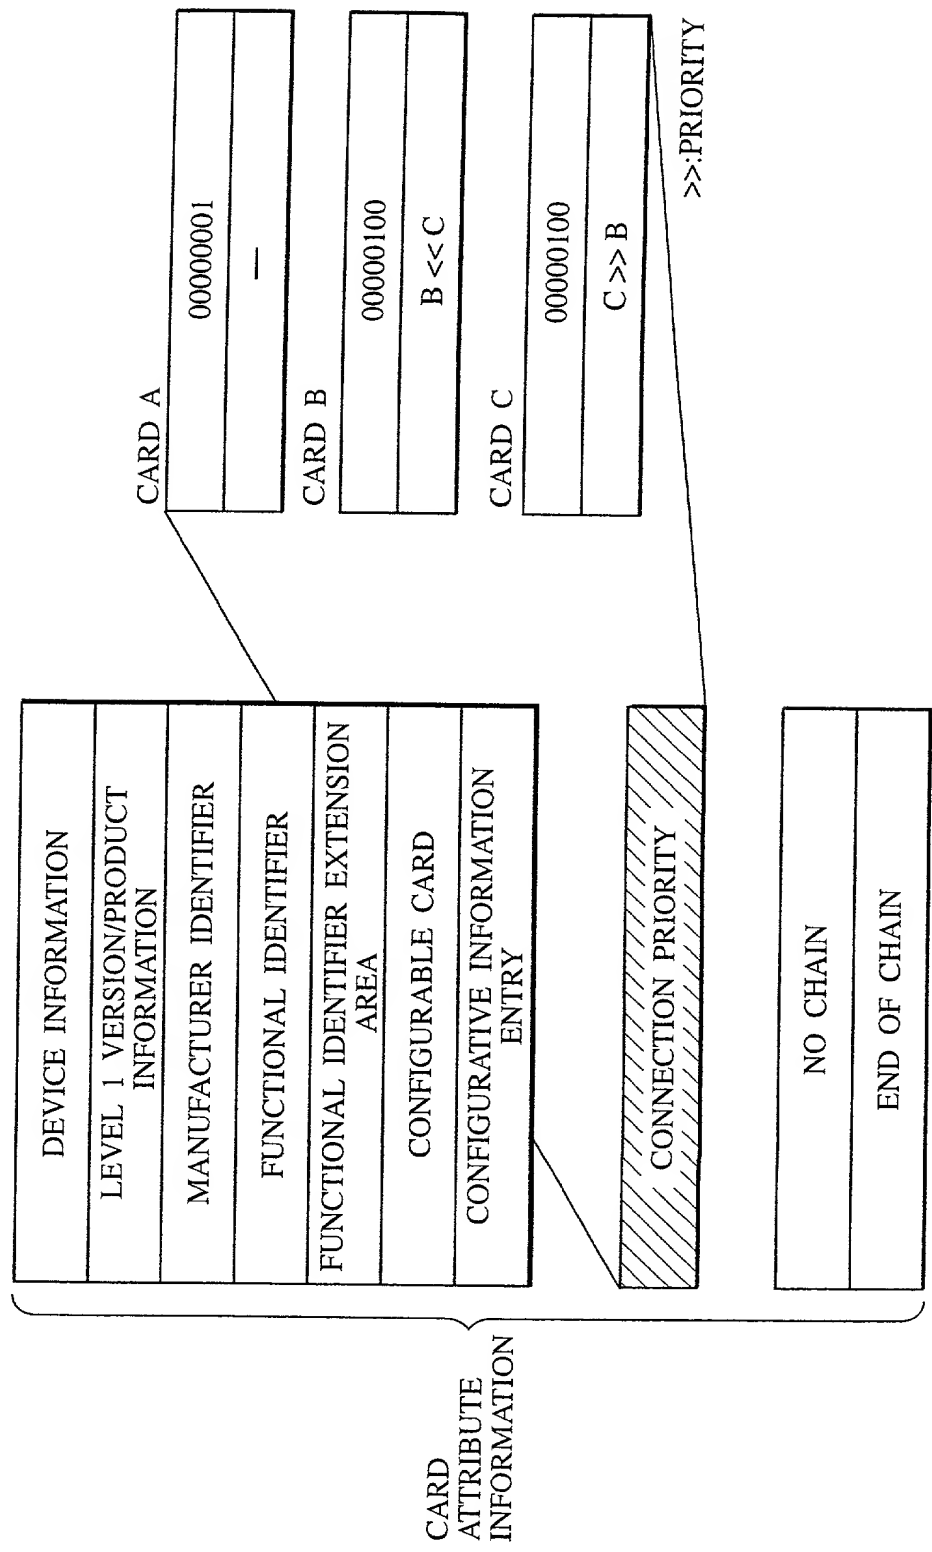 CARD
ATTRIBUTE
INFORMATION
DEVICE INFORMATION
LEVEL 1 VERSION/PRODUCT
INFORMATION
MANUFACTURER IDENTIFIER
FUNCTIONAL IDENTIFIER
FUNCTIONAL IDENTIFIER EXTENSION
AREA
CONFIGURABLE CARD
CONFIGURATIVE INFORMATION
ENTRY
CONNECTION PRIORITY
NO CHAIN
END OF CHAIN
CARD A
00000001
—
CARD B
00000100
B << C
CARD C
00000100
C >> B
>>:PRIORITY